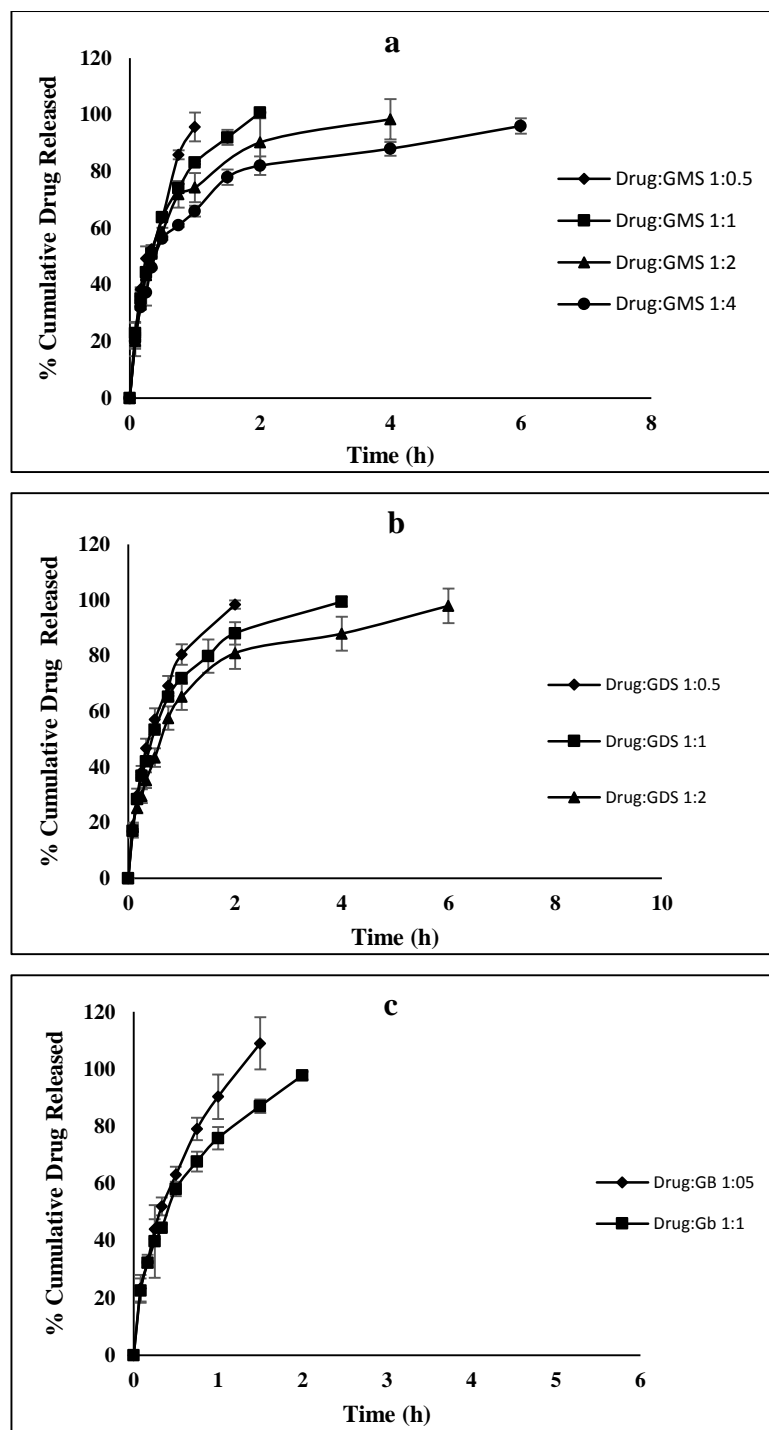 a
120
100
80
60
40
20
0
% Cumulative Drug Released
0 2 4 6 8
Time (h)
Drug:GMS 1:0.5
Drug:GMS 1:1
Drug:GMS 1:2
Drug:GMS 1:4
b
120
100
80
60
40
20
0
% Cumulative Drug Released
0 2 4 6 8 10
Time (h)
Drug:GDS 1:0.5
Drug:GDS 1:1
Drug:GDS 1:2
c
120
100
80
60
40
20
0
% Cumulative Drug Released
0 1 2 3 4 5 6
Time (h)
Drug:GB 1:05
Drug:Gb 1:1